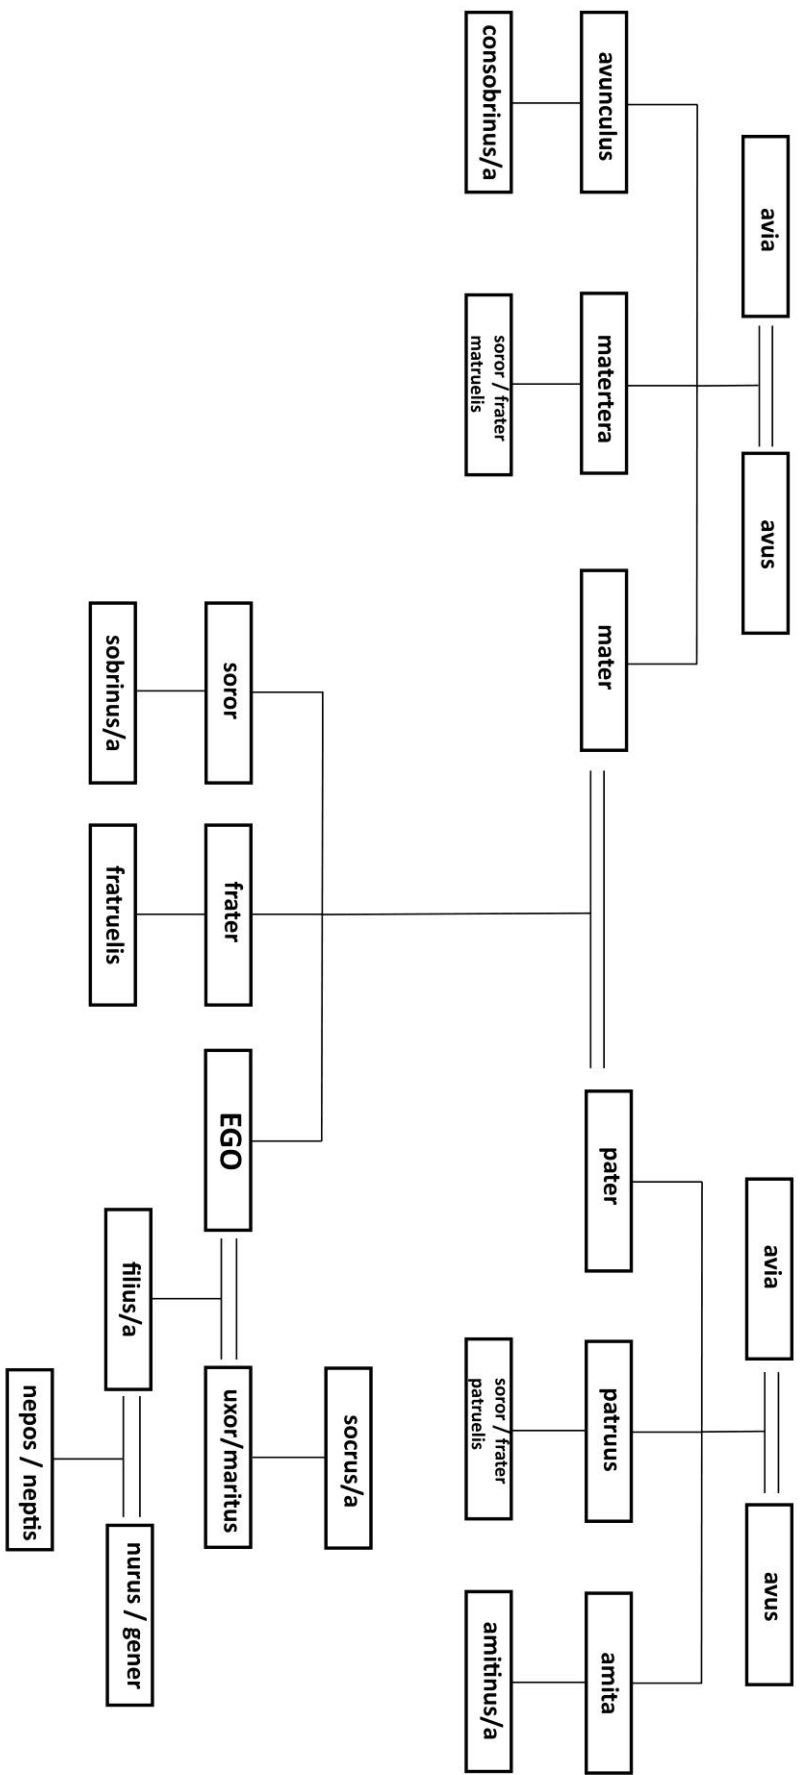 avia
avus
avia
avus
avunculus
matertera
mater
pater
patruus
amita
consobrinus/a
soror / frater
matruelis
soror / frater
patruelis
amitinus/a
socrus/a
soror
frater
EGO
uxor/maritus
sobrinus/a
fratruelis
filius/a
nurus / gener
nepos / neptis